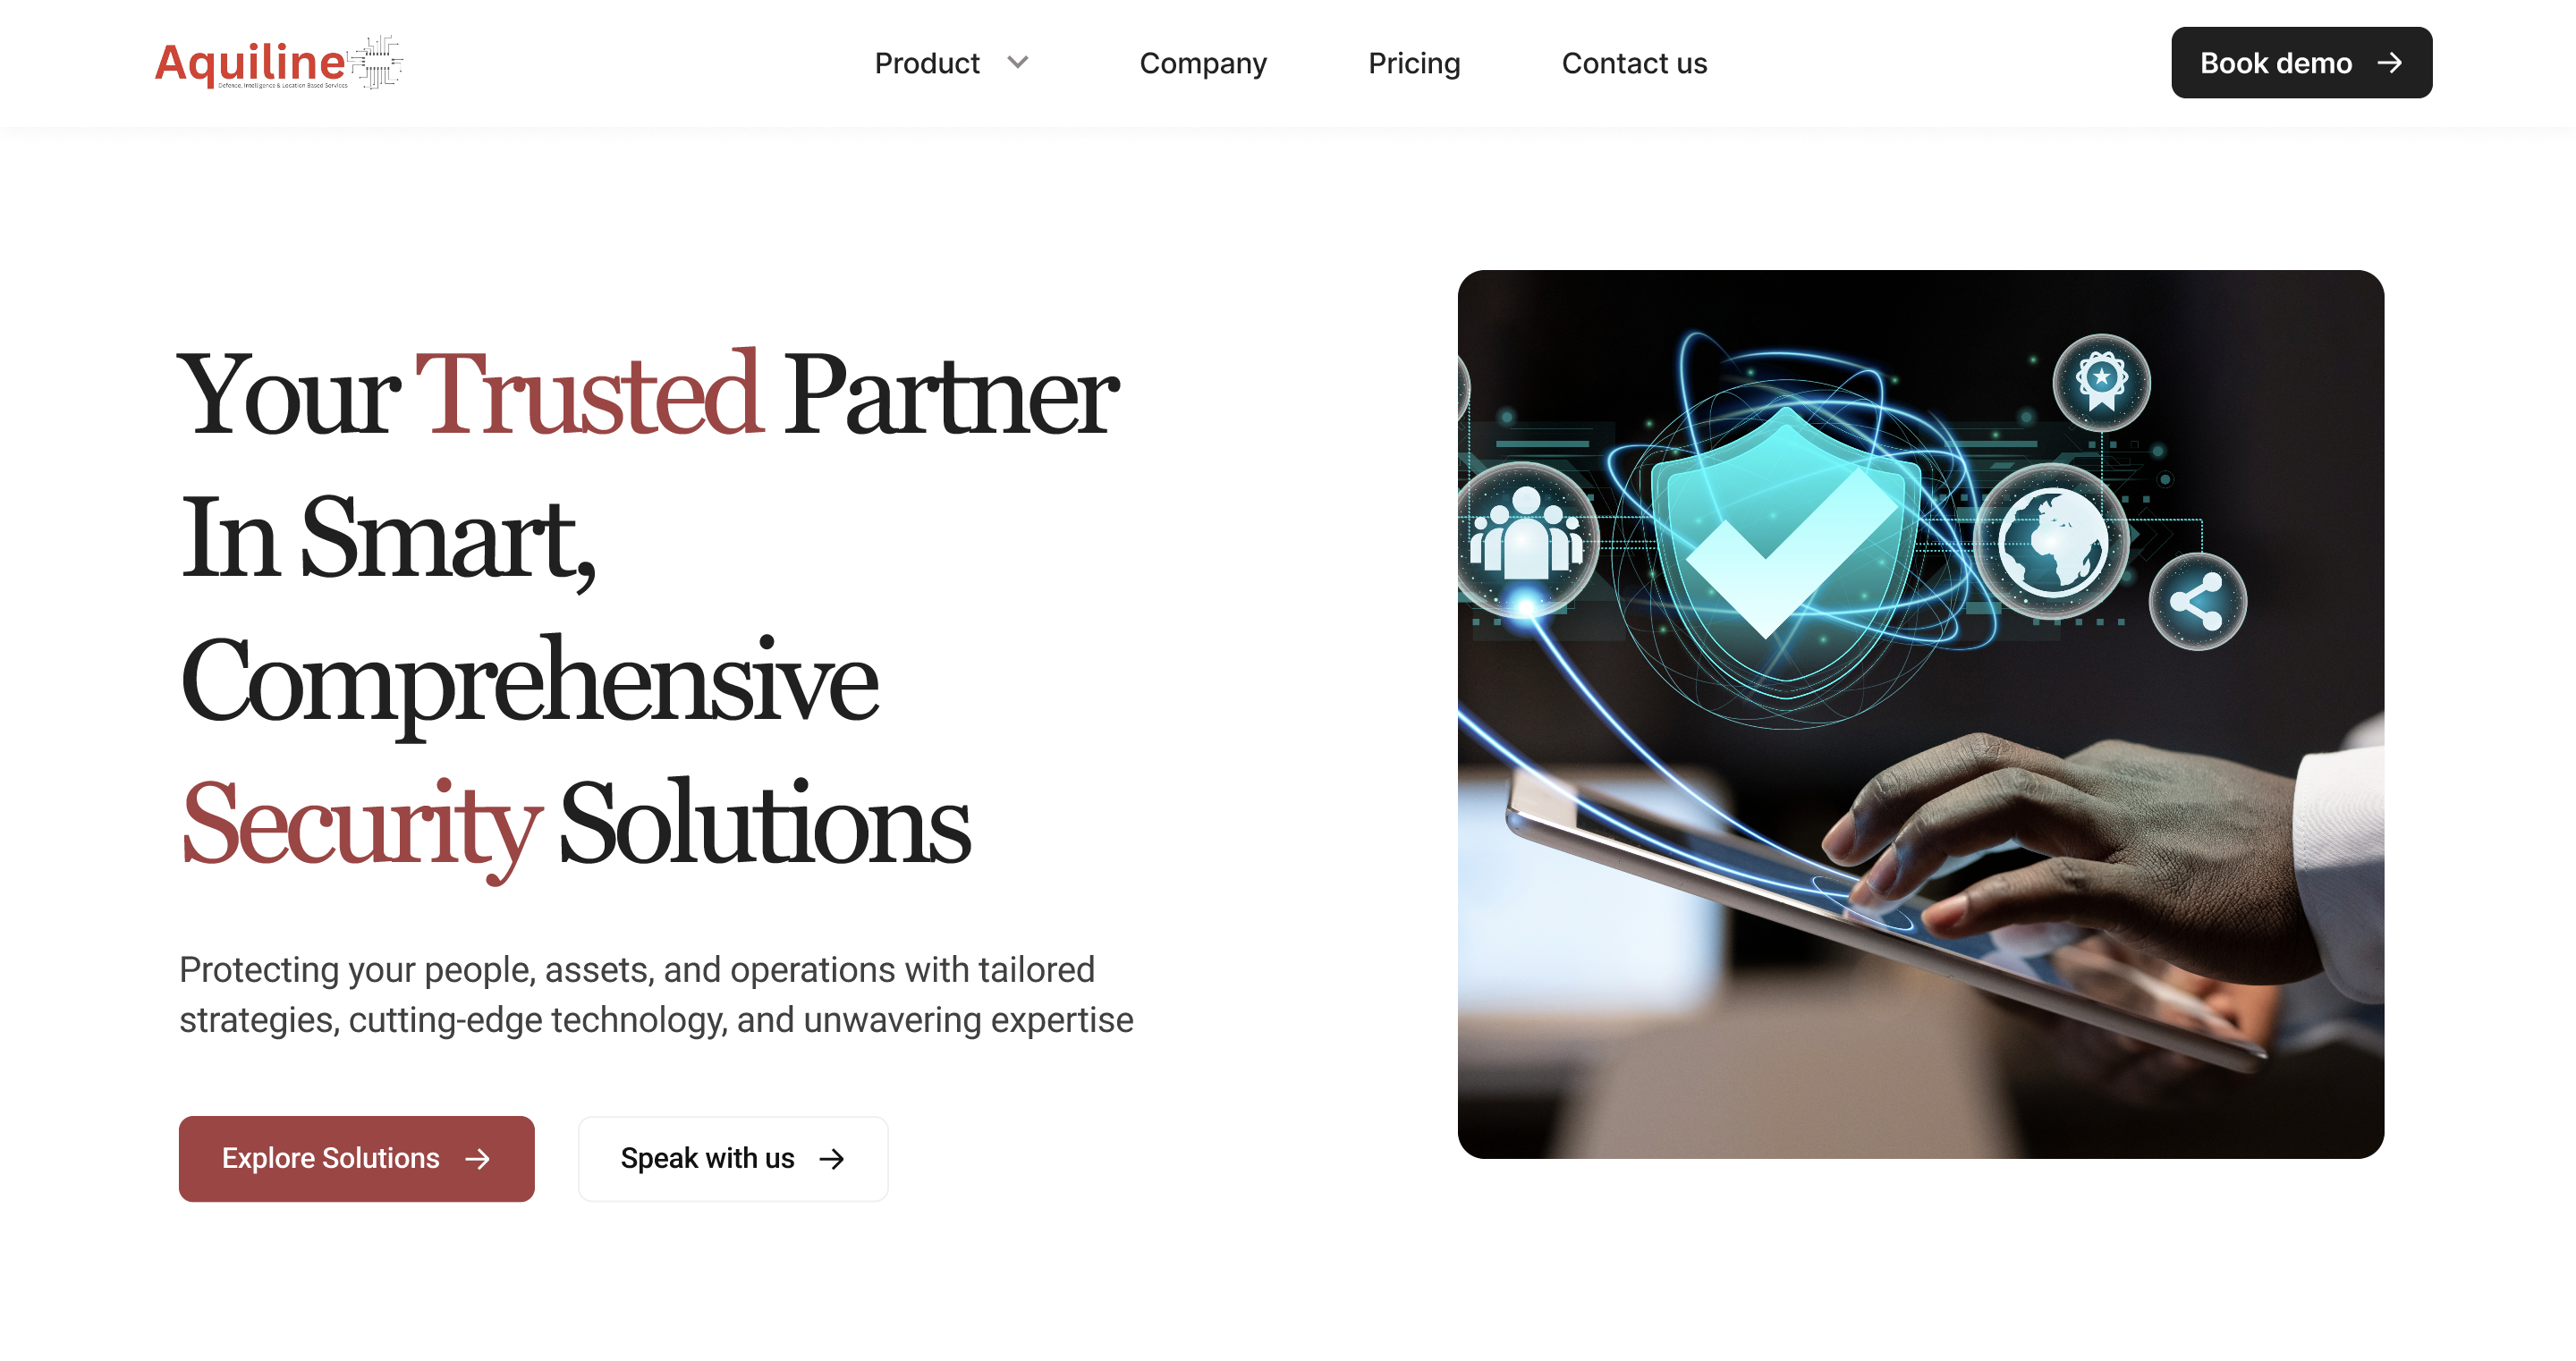 Aquiline
Defence, Intelligence & Location Based Services
Product
Company
Pricing
Contact us
Book demo
Your Trusted Partner
In Smart,
Comprehensive
Security Solutions
Protecting your people, assets, and operations with tailored
strategies, cutting-edge technology, and unwavering expertise
Explore Solutions
Speak with us